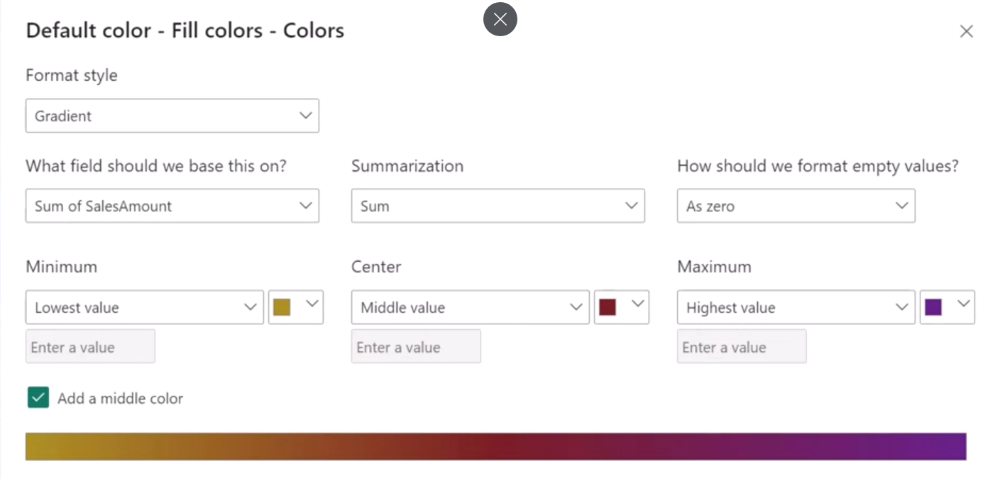 Default color - Fill colors - Colors
Format style
Gradient
What field should we base this on? Summarization How should we format empty values?
Sum of SalesAmount Sum As zero
Minimum Center Maximum
Lowest value Middle value Highest value
Enter a value Enter a value Enter a value
Add a middle color